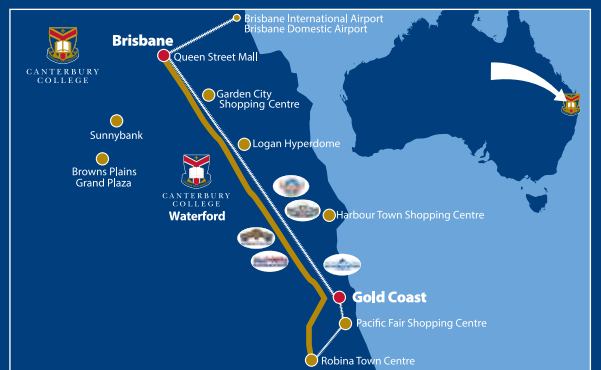 Brisbane International Airport
Brisbane Domestic Airport
Brisbane
Queen Street Mall
CANTERBURY
COLLEGE
Garden City
Shopping Centre
Sunnybank
Logan Hyperdome
Browns Plains
Grand Plaza
CANTERBURY
COLLEGE
Waterford
Harbour Town Shopping Centre
Gold Coast
Pacific Fair Shopping Centre
Robina Town Centre